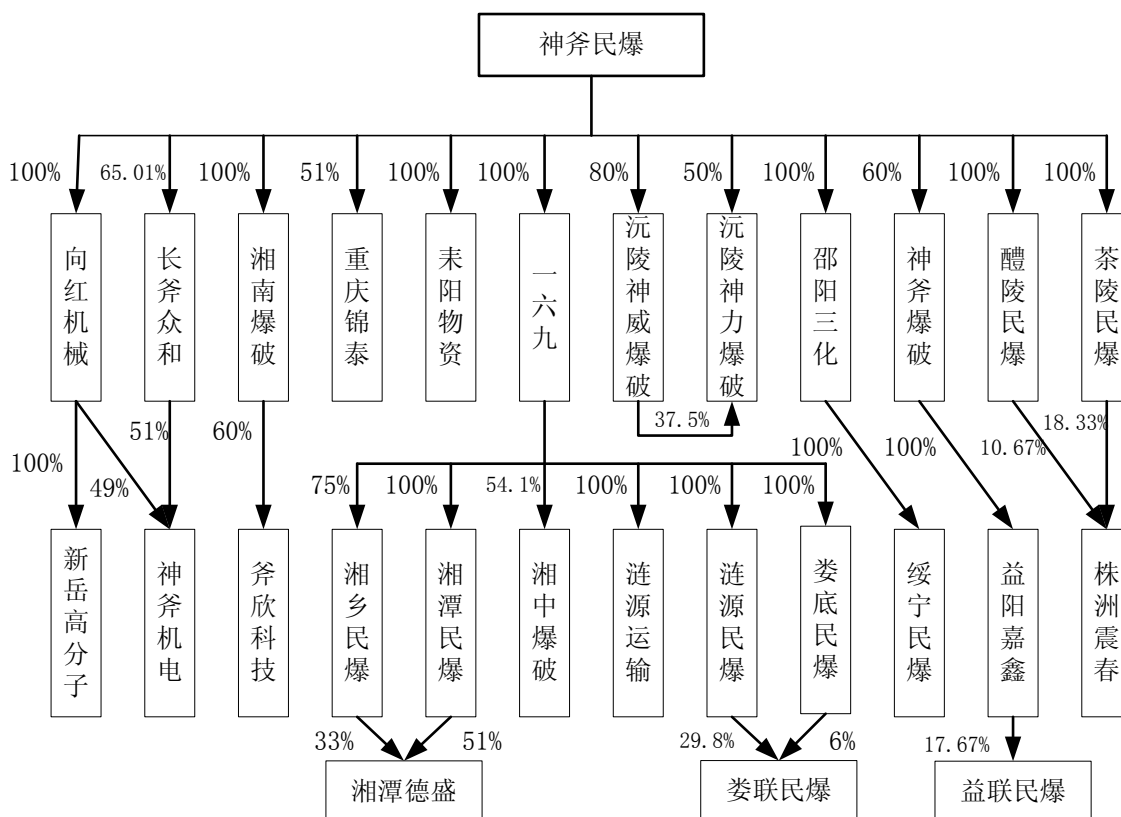 神斧民爆
100%
65.01%
100%
51%
100%
100%
80%
50%
100%
60%
100%
100%
向红机械
长斧众和
湘南爆破
重庆锦泰
耒阳物资
一六九
沅陵神威爆破
沅陵神力爆破
邵阳三化
神斧爆破
醴陵民爆
茶陵民爆
37.5%
100%
49%
51%
60%
100%
100%
10.67%
18.33%
75%
100%
54.1%
100%
100%
100%
新岳高分子
神斧机电
斧欣科技
湘乡民爆
湘潭民爆
湘中爆破
涟源运输
涟源民爆
娄底民爆
绥宁民爆
益阳嘉鑫
株洲震春
33%
51%
29.8%
6%
17.67%
湘潭德盛
娄联民爆
益联民爆